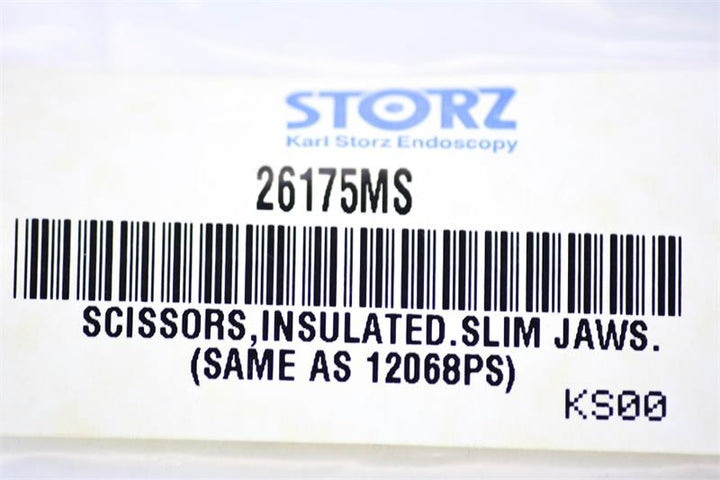 STORZ
Karl Storz Endoscopy
26175MS
SCISSORS,INSULATED.SLIM JAWS.
(SAME AS 12068PS)
KS00